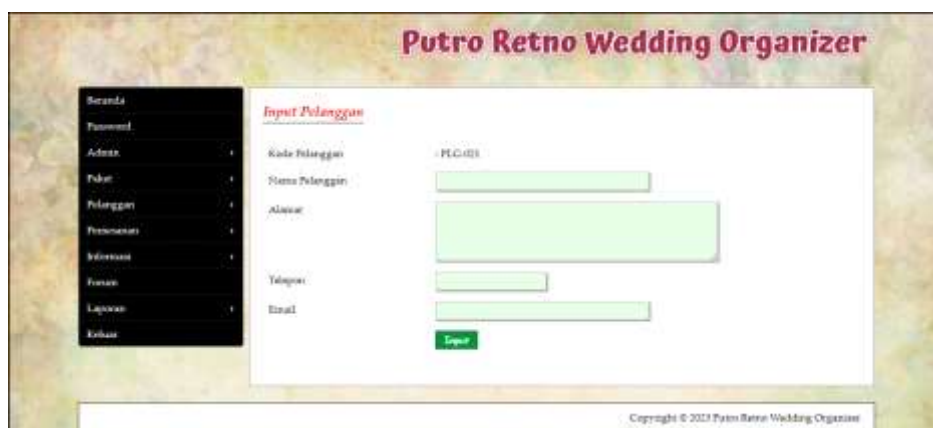 Putro Retno Wedding Organizer
Beranda
Password
Admin
Paket
Pelanggan
Pemesanan
Informasi
Forum
Laporan
Keluar
Input Pelanggan
Kode Pelanggan
Nama Pelanggan
Alamat
Telepon
Email
Input
Copyright © 2023 Putro Retno Wedding Organizer